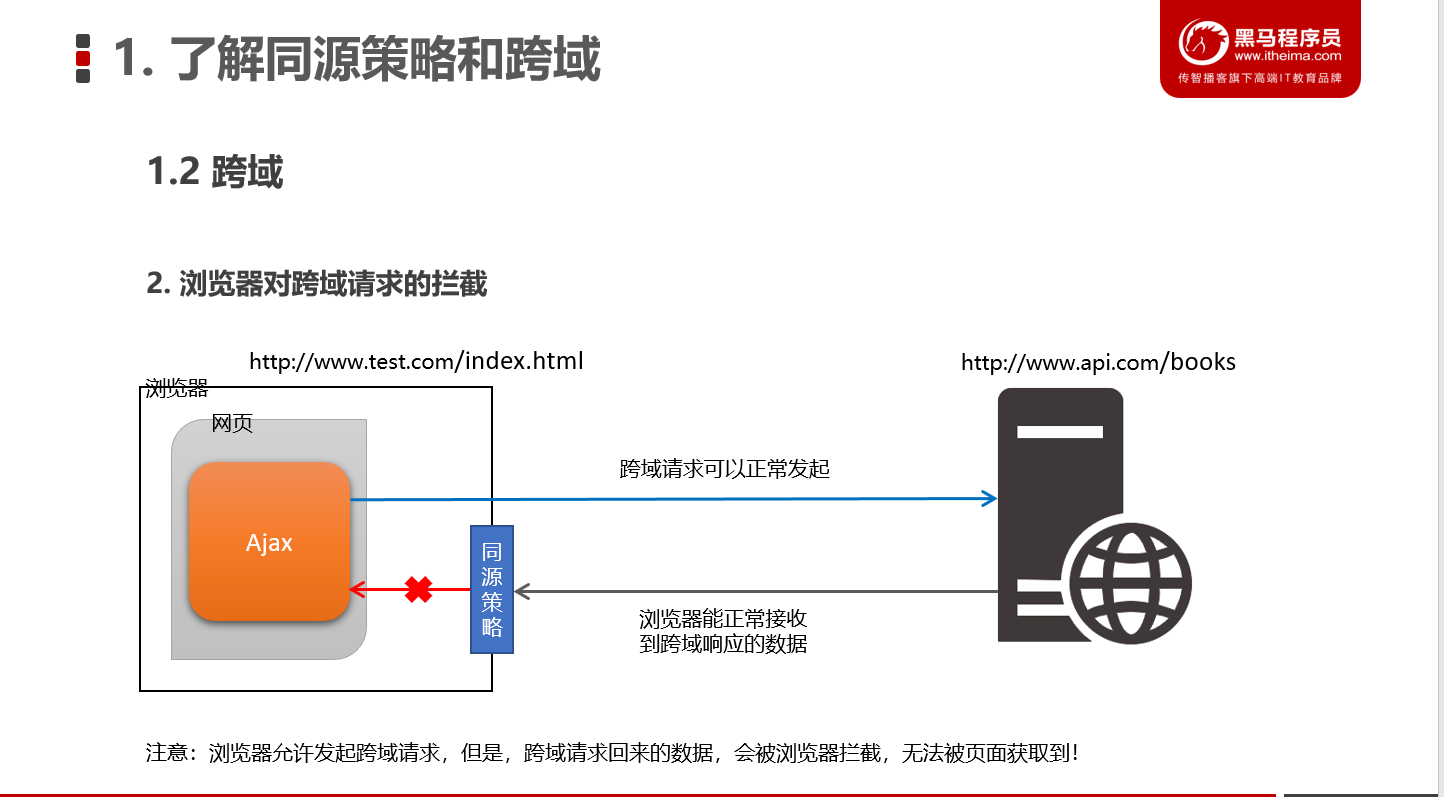 1. 了解同源策略和跨域
黑马程序员
www.itheima.com
传智播客旗下高端IT教育品牌
1.2 跨域
2. 浏览器对跨域请求的拦截
http://www.test.com/index.html
http://www.api.com/books
浏览器
网页
跨域请求可以正常发起
Ajax
同
源
策
略
浏览器能正常接收
到跨域响应的数据
注意：浏览器允许发起跨域请求，但是，跨域请求回来的数据，会被浏览器拦截，无法被页面获取到！